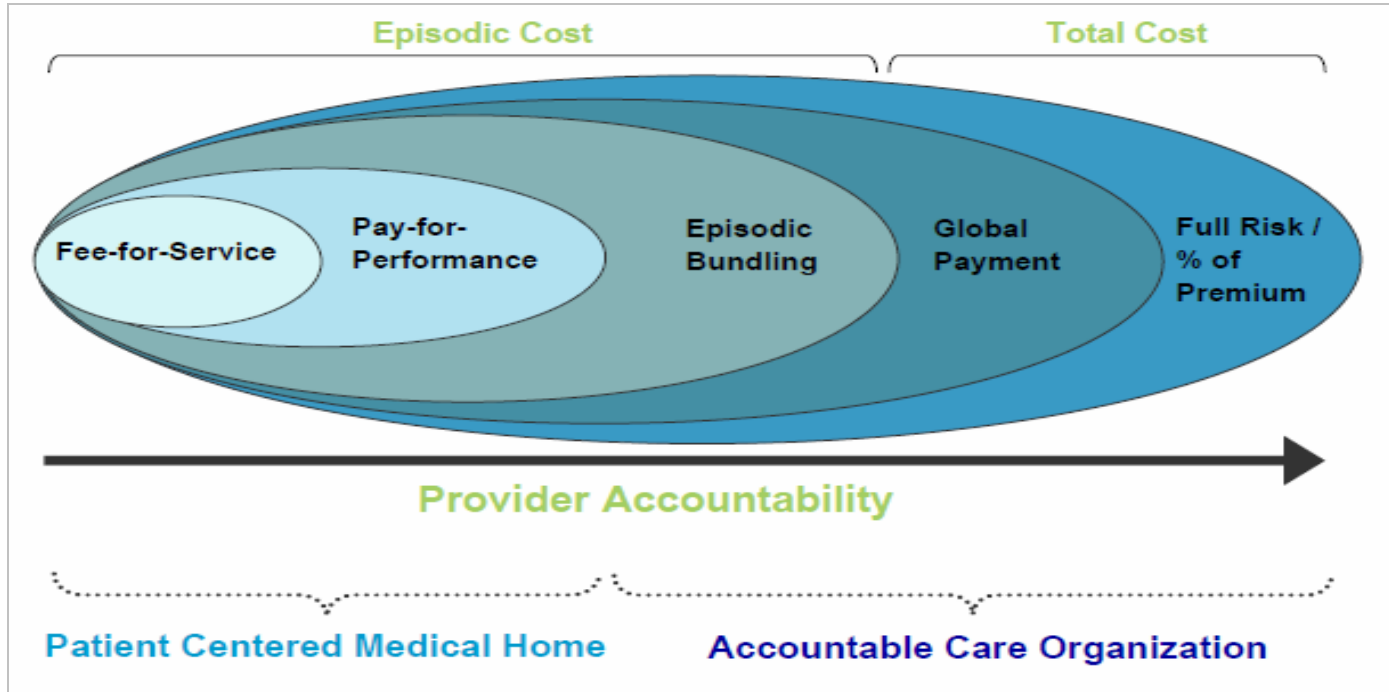 Episodic Cost
Total Cost
Fee-for-Service
Pay-for-
Performance
Episodic
Bundling
Global
Payment
Full Risk /
% of
Premium
Provider Accountability
Patient Centered Medical Home
Accountable Care Organization